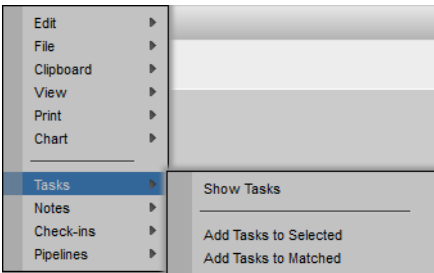 Edit
File
Clipboard
View
Print
Chart
Tasks
Notes
Check-ins
Pipelines
Show Tasks
Add Tasks to Selected
Add Tasks to Matched